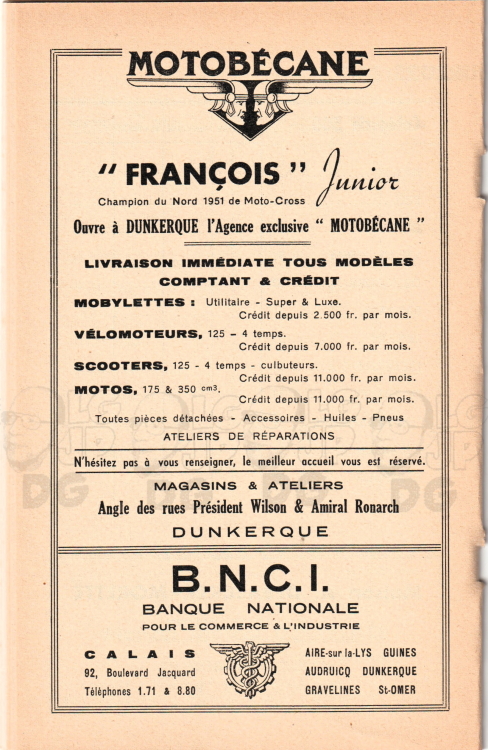 MOTOBÉCANE
" FRANÇOIS " Junior
Champion du Nord 1951 de Moto-Cross
Ouvre à DUNKERQUE l'Agence exclusive " MOTOBÉCANE "
LIVRAISON IMMÉDIATE TOUS MODÈLES
COMPTANT & CRÉDIT
MOBYLETTES : Utilitaire - Super & Luxe.
Crédit depuis 2.500 fr. par mois.
VÉLOMOTEURS, 125 - 4 temps.
Crédit depuis 7.000 fr. par mois.
SCOOTERS, 125 - 4 temps - culbuteurs.
Crédit depuis 11.000 fr. par mois.
MOTOS, 175 & 350 cm3.
Crédit depuis 11.000 fr. par mois.
Toutes pièces détachées - Accessoires - Huiles - Pneus
ATELIERS DE RÉPARATIONS
N'hésitez pas à vous renseigner, le meilleur accueil vous est réservé.
MAGASINS & ATELIERS
Angle des rues Président Wilson & Amiral Ronarch
DUNKERQUE
B.N.C.I.
BANQUE NATIONALE
POUR LE COMMERCE & L'INDUSTRIE
CALAIS
92, Boulevard Jacquard
Téléphones 1.71 & 8.80
AIRE-sur la-LYS GUINES
AUDRUICQ DUNKERQUE
GRAVELINES St-OMER